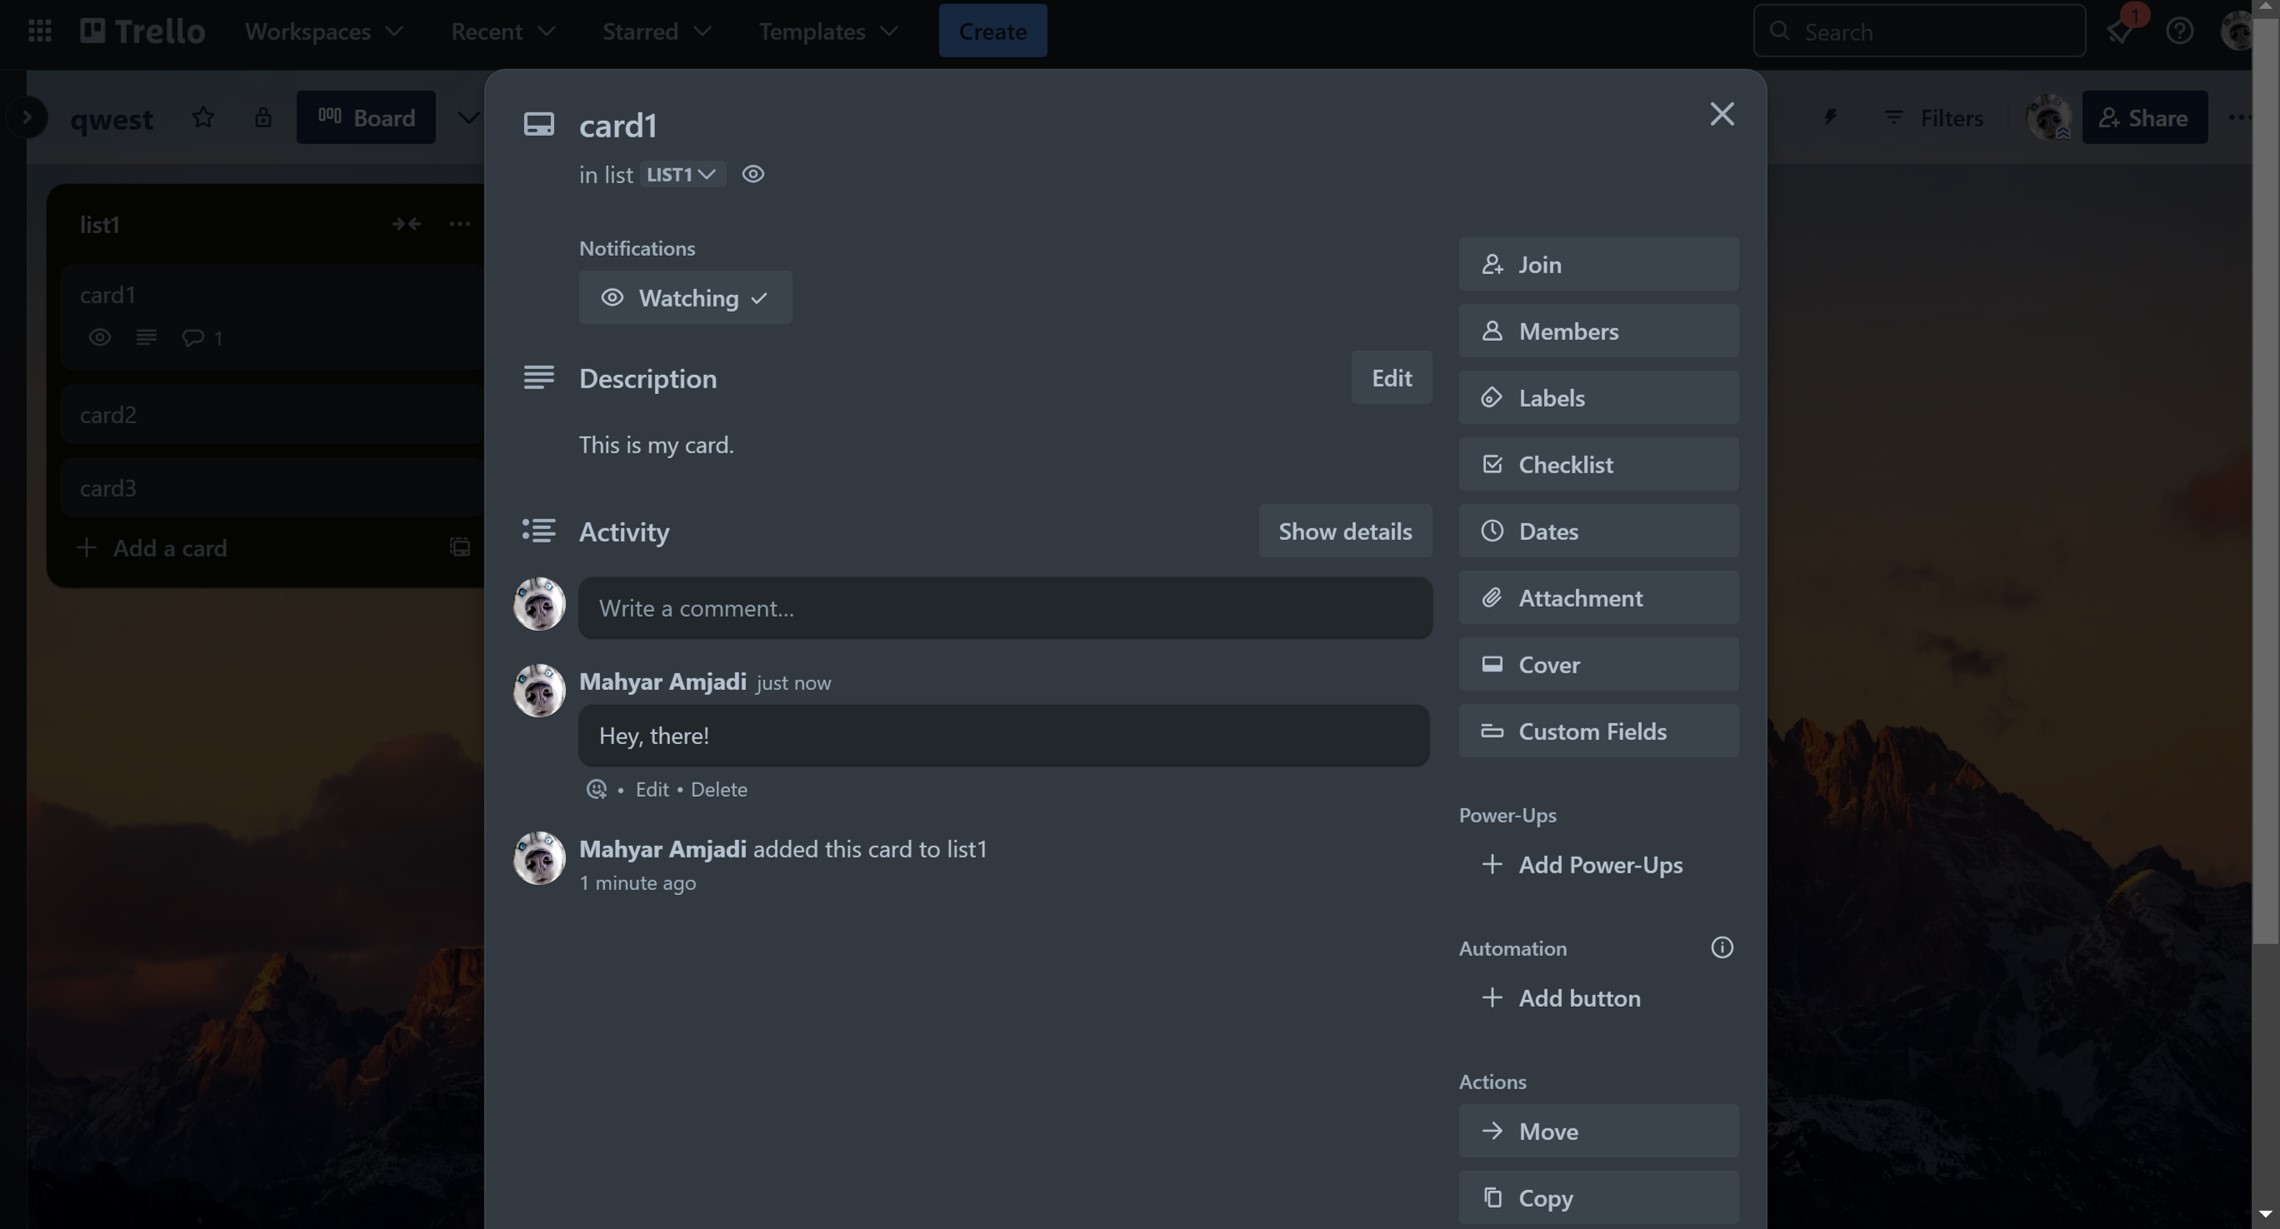 Trello Workspaces Recent Starred Templates Create Search 1
qwest Board Filters Share
list1
card1
1
card2
card3
Add a card
card1
in list LIST1
Notifications
Watching
Description Edit
This is my card.
Activity Show details
Write a comment...
Mahyar Amjadi just now
Hey, there!
• Edit • Delete
Mahyar Amjadi added this card to list1
1 minute ago
Join
Members
Labels
Checklist
Dates
Attachment
Cover
Custom Fields
Power-Ups
Add Power-Ups
Automation
Add button
Actions
Move
Copy